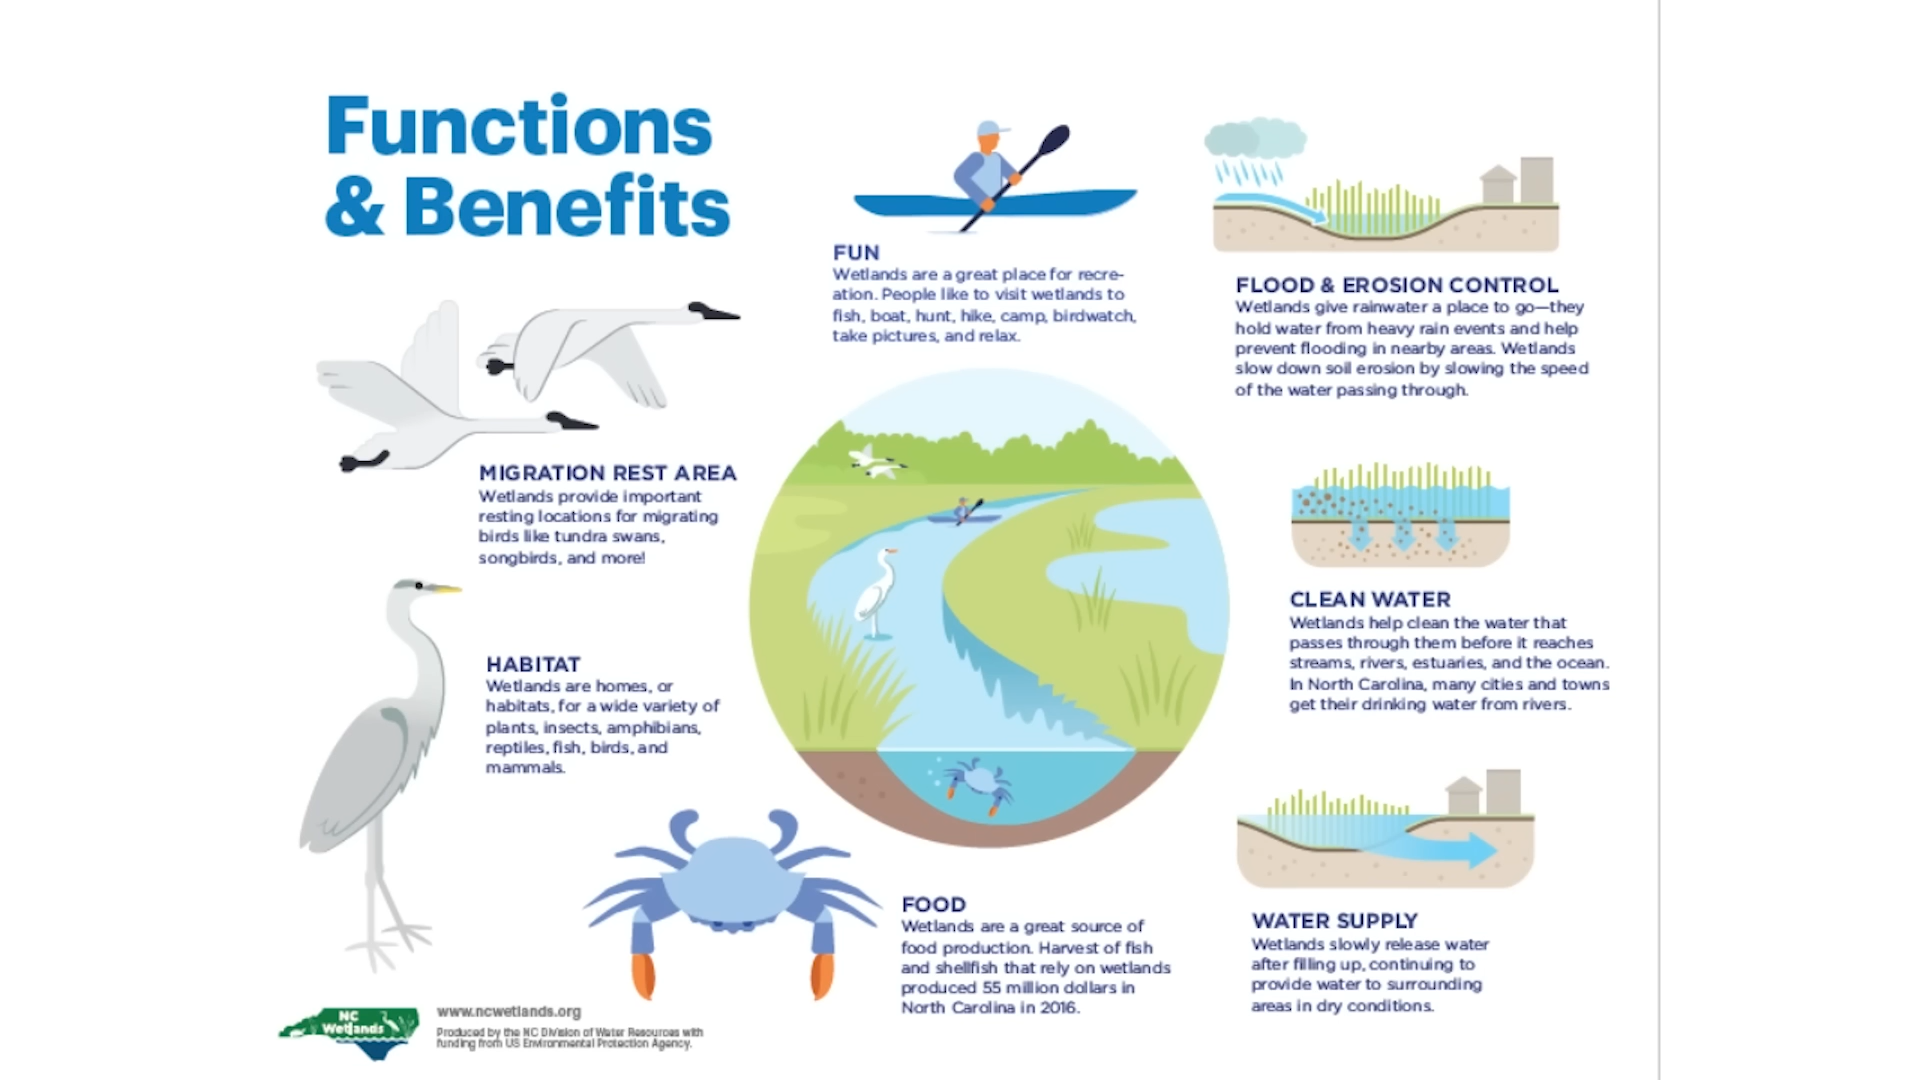 Functions
& Benefits
FUN
Wetlands are a great place for recre-
ation. People like to visit wetlands to
fish, boat, hunt, hike, camp, birdwatch,
take pictures, and relax.
FLOOD & EROSION CONTROL
Wetlands give rainwater a place to go—they
hold water from heavy rain events and help
prevent flooding in nearby areas. Wetlands
slow down soil erosion by slowing the speed
of the water passing through.
MIGRATION REST AREA
Wetlands provide important
resting locations for migrating
birds like tundra swans,
songbirds, and more!
CLEAN WATER
Wetlands help clean the water that
passes through them before it reaches
streams, rivers, estuaries, and the ocean.
In North Carolina, many cities and towns
get their drinking water from rivers.
HABITAT
Wetlands are homes, or
habitats, for a wide variety of
plants, insects, amphibians,
reptiles, fish, birds, and
mammals.
FOOD
Wetlands are a great source of
food production. Harvest of fish
and shellfish that rely on wetlands
produced 55 million dollars in
North Carolina in 2016.
WATER SUPPLY
Wetlands slowly release water
after filling up, continuing to
provide water to surrounding
areas in dry conditions.
NC
Wetlands
www.ncwetlands.org
Produced by the NC Division of Water Resources with
funding from US Environmental Protection Agency.